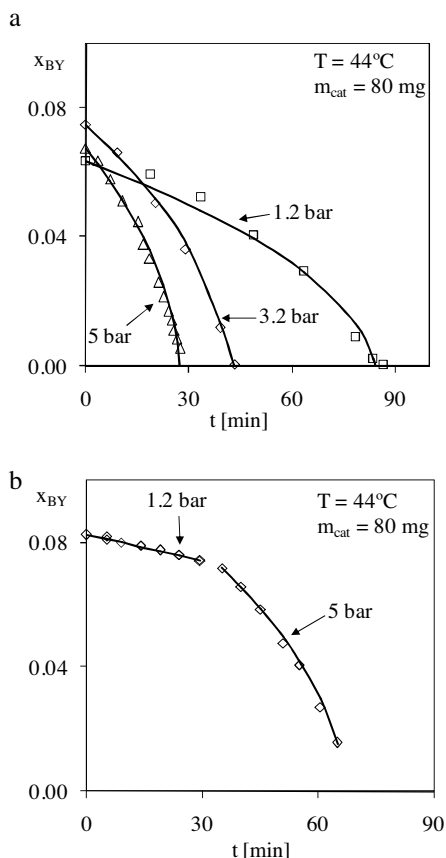 a
x_BY
T = 44ºC
m_cat = 80 mg
0.08
0.04
0.00
1.2 bar
3.2 bar
5 bar
0 30 60 90
t [min]
b
x_BY
1.2 bar
T = 44ºC
m_cat = 80 mg
0.08
0.04
0.00
5 bar
0 30 60 90
t [min]